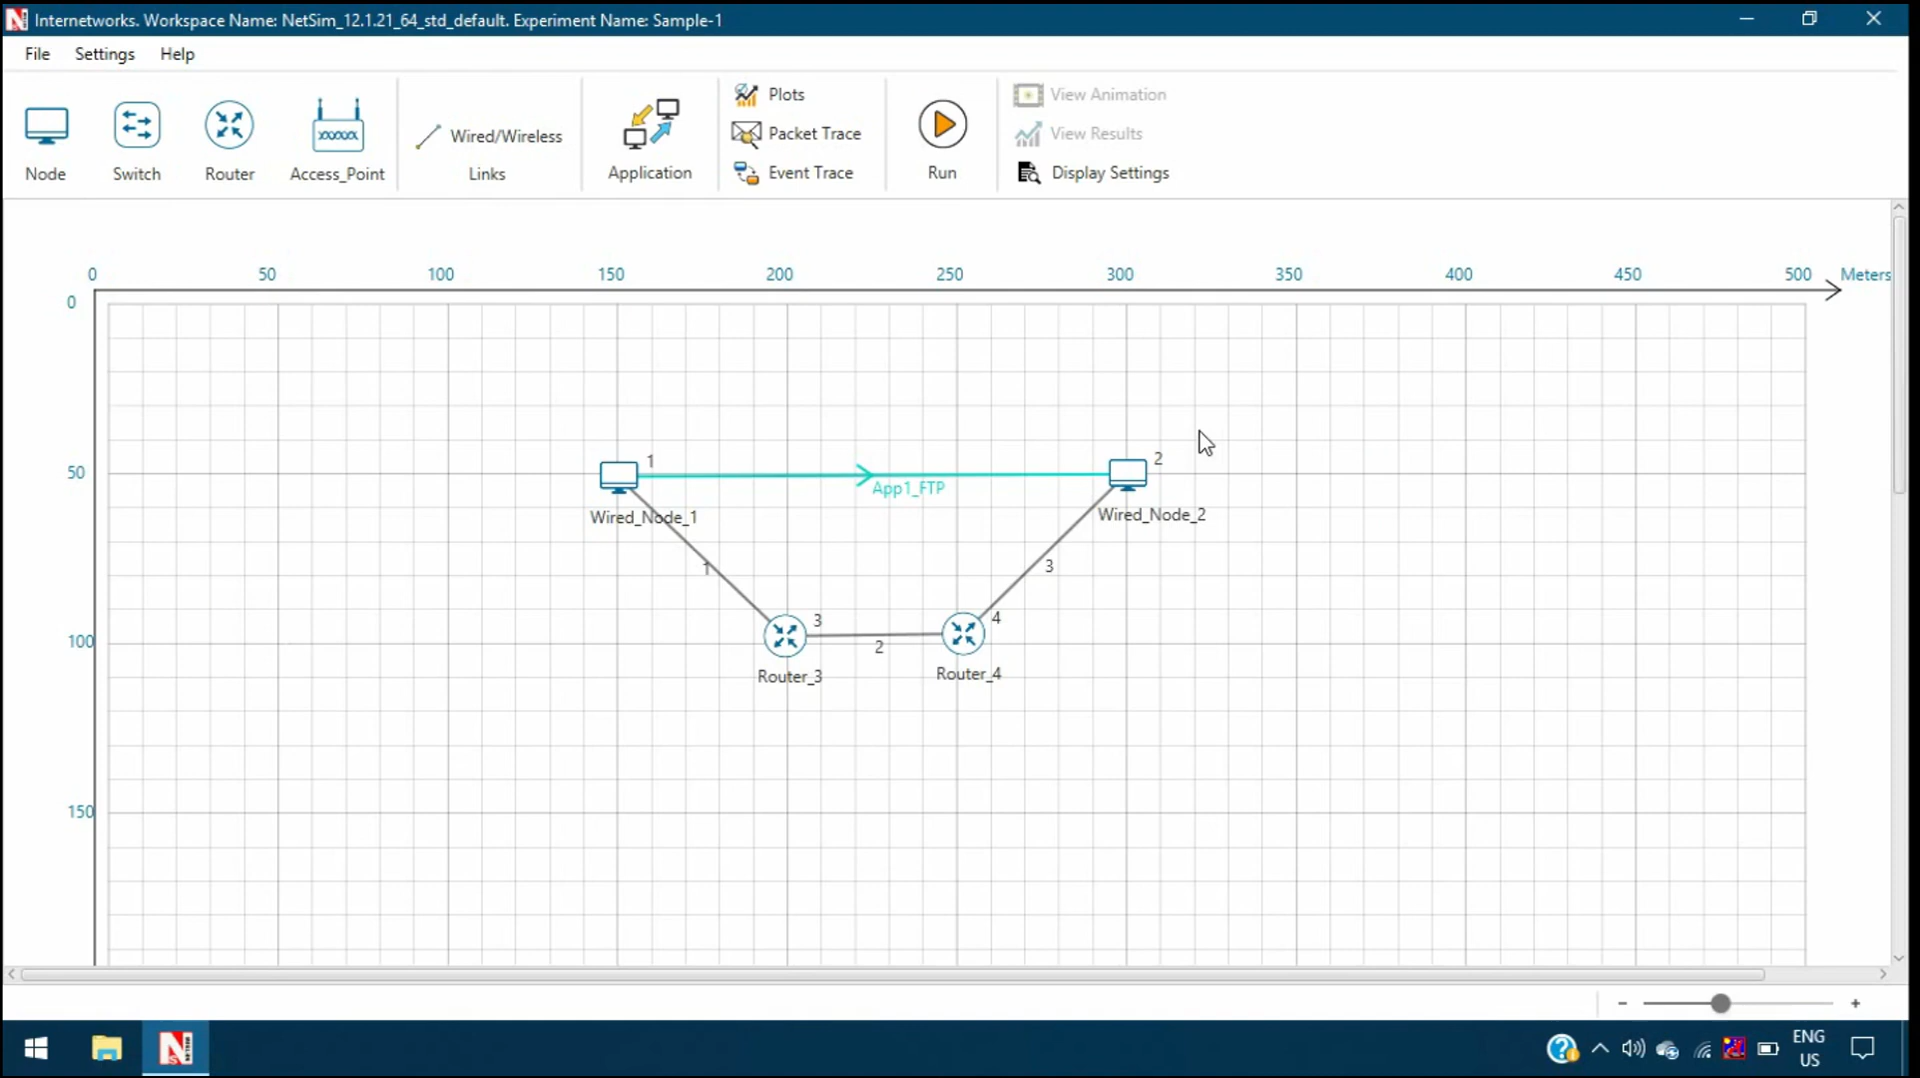 Internetworks. Workspace Name: NetSim_12.1.21_64_std_default. Experiment Name: Sample-1
File Settings Help
Node
Switch
Router
Access_Point
Wired/Wireless
Links
Application
Plots
Packet Trace
Event Trace
Run
View Animation
View Results
Display Settings
0 50 100 150 200 250 300 350 400 450 500 Meters
0
50
100
150
1
App1_FTP
2
Wired_Node_1
Wired_Node_2
1
3
3
2
4
Router_3
Router_4
ENG
US